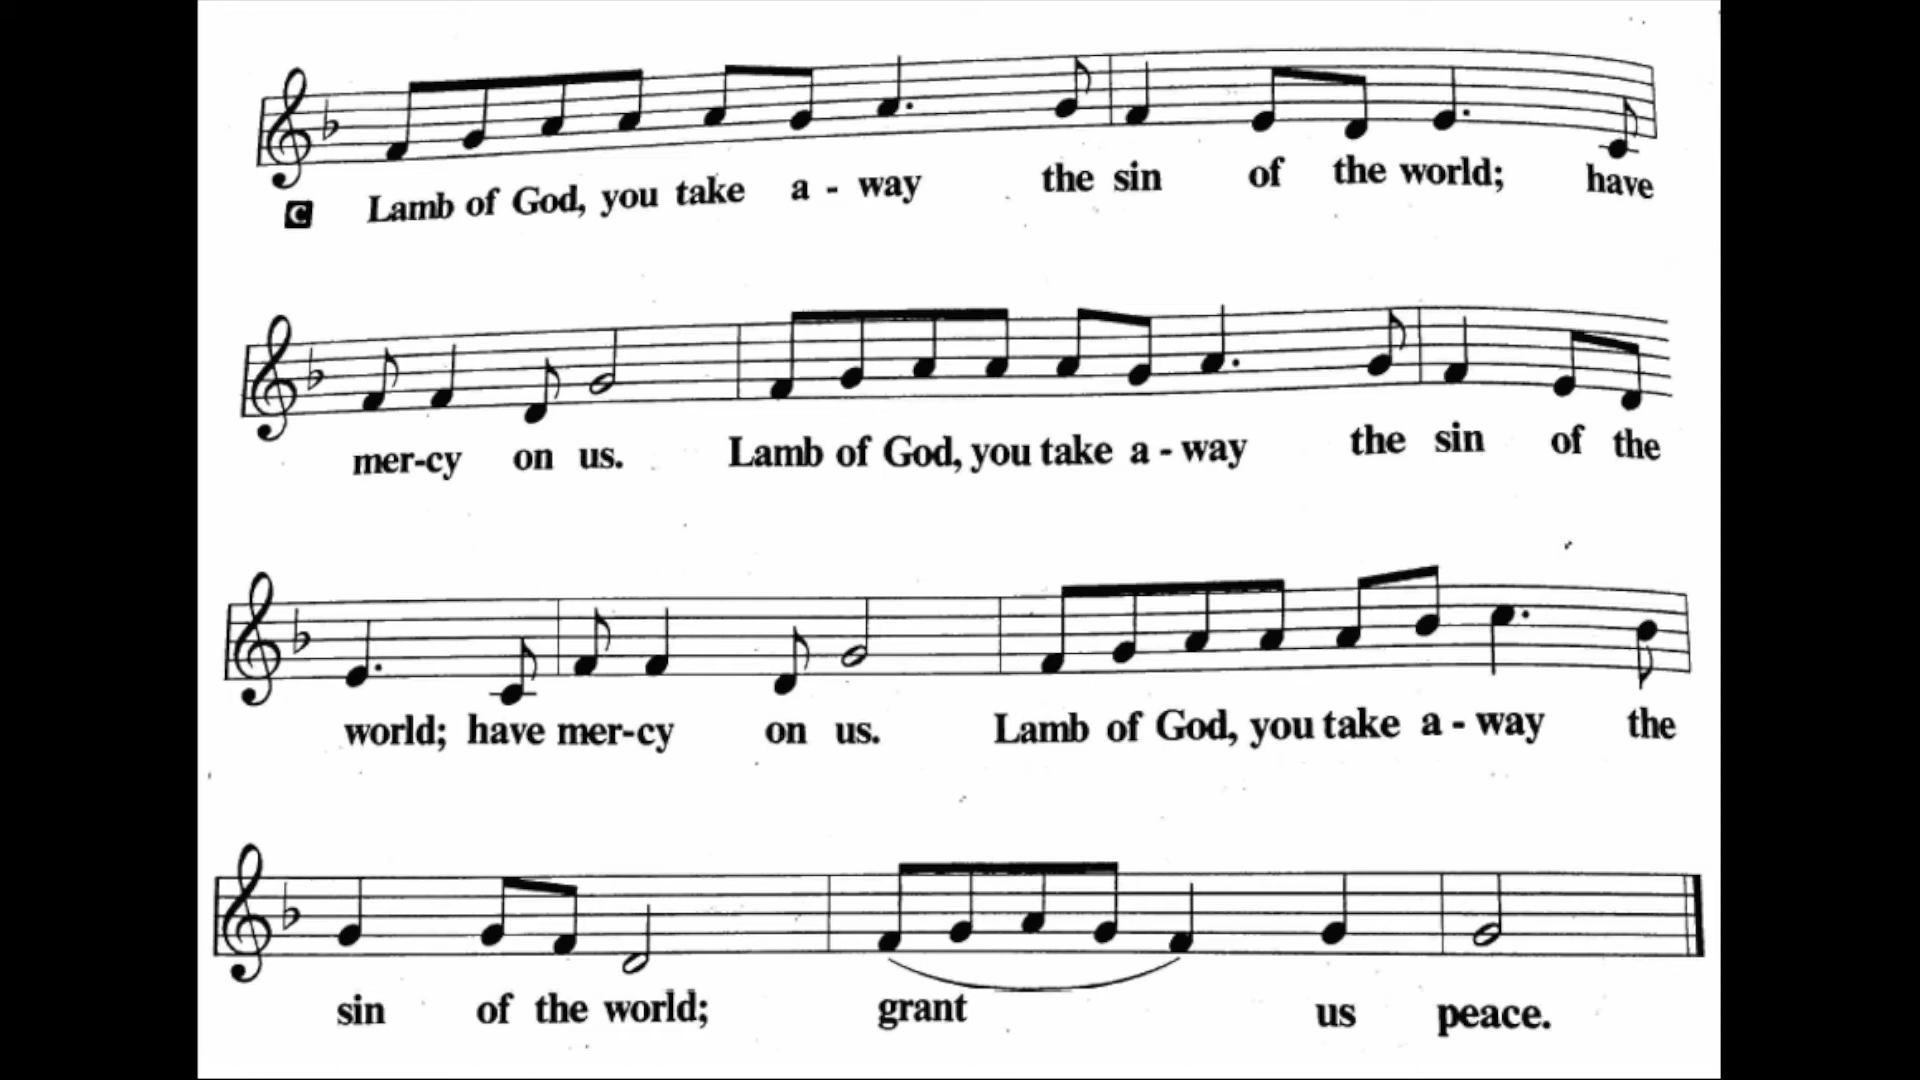 C Lamb of God, you take a - way the sin of the world; have
mer-cy on us. Lamb of God, you take a - way the sin of the
world; have mer-cy on us. Lamb of God, you take a - way the
sin of the world; grant us peace.